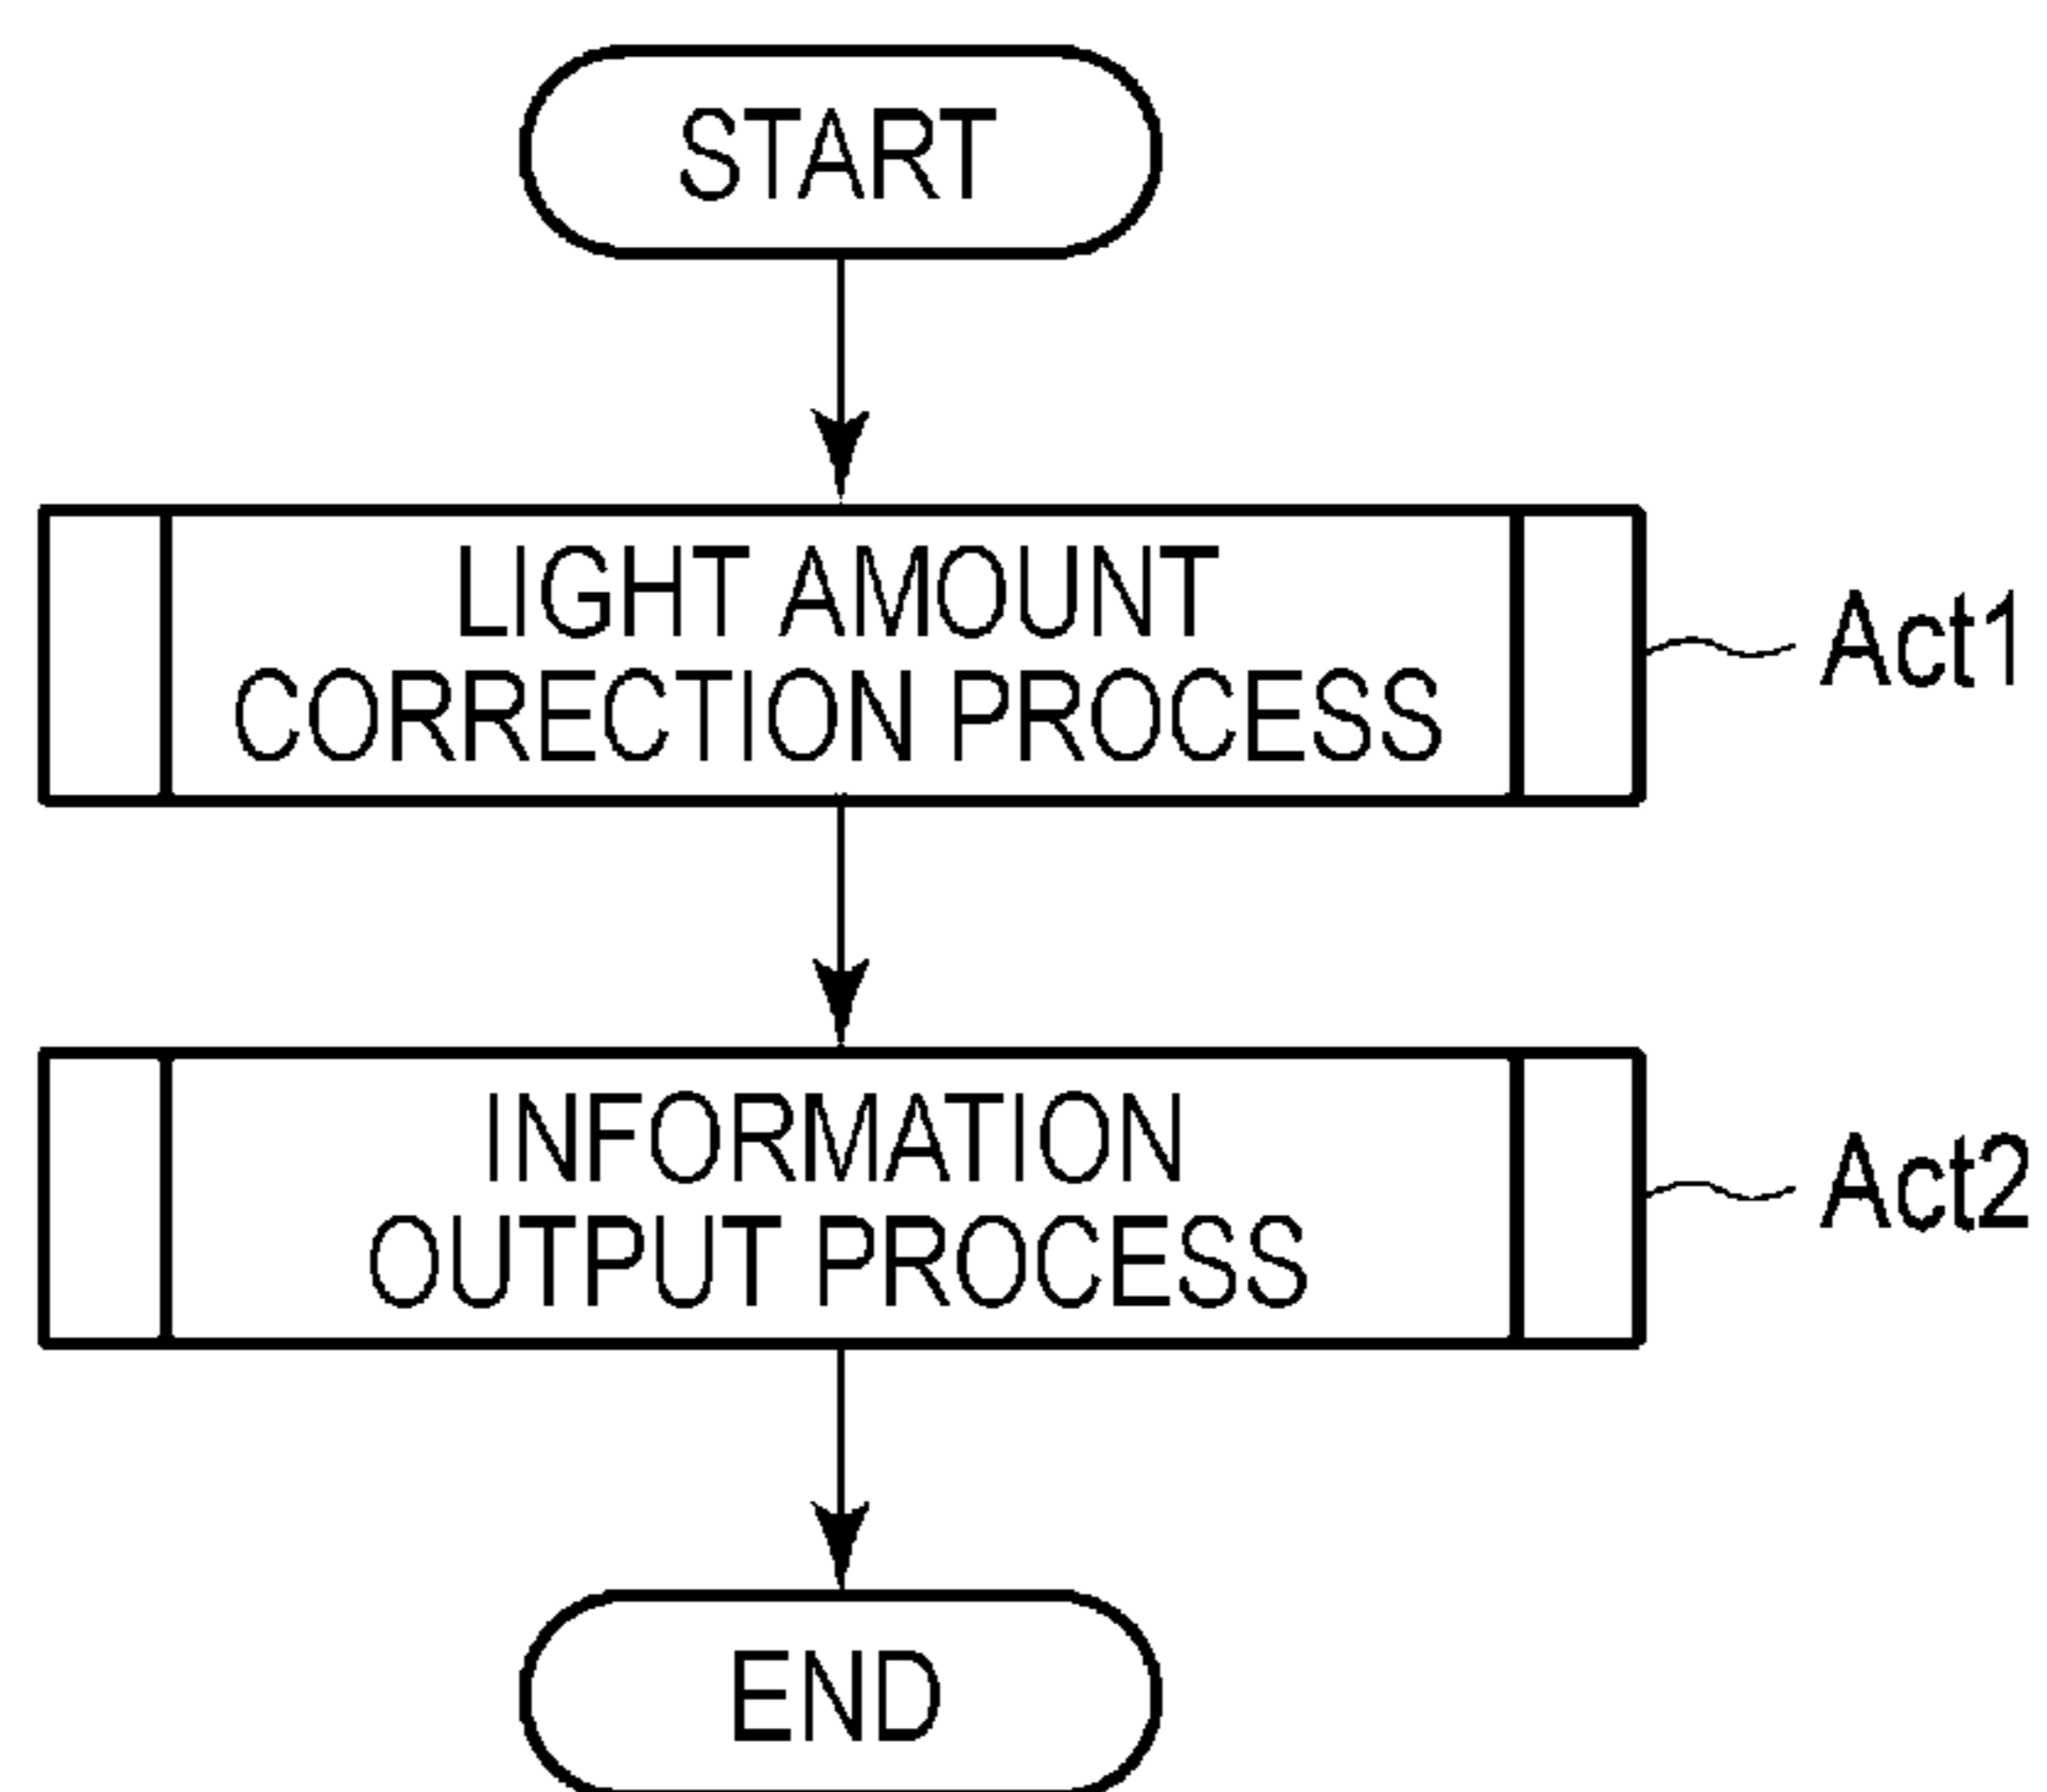 START
LIGHT AMOUNT
CORRECTION PROCESS
Act1
INFORMATION
OUTPUT PROCESS
Act2
END